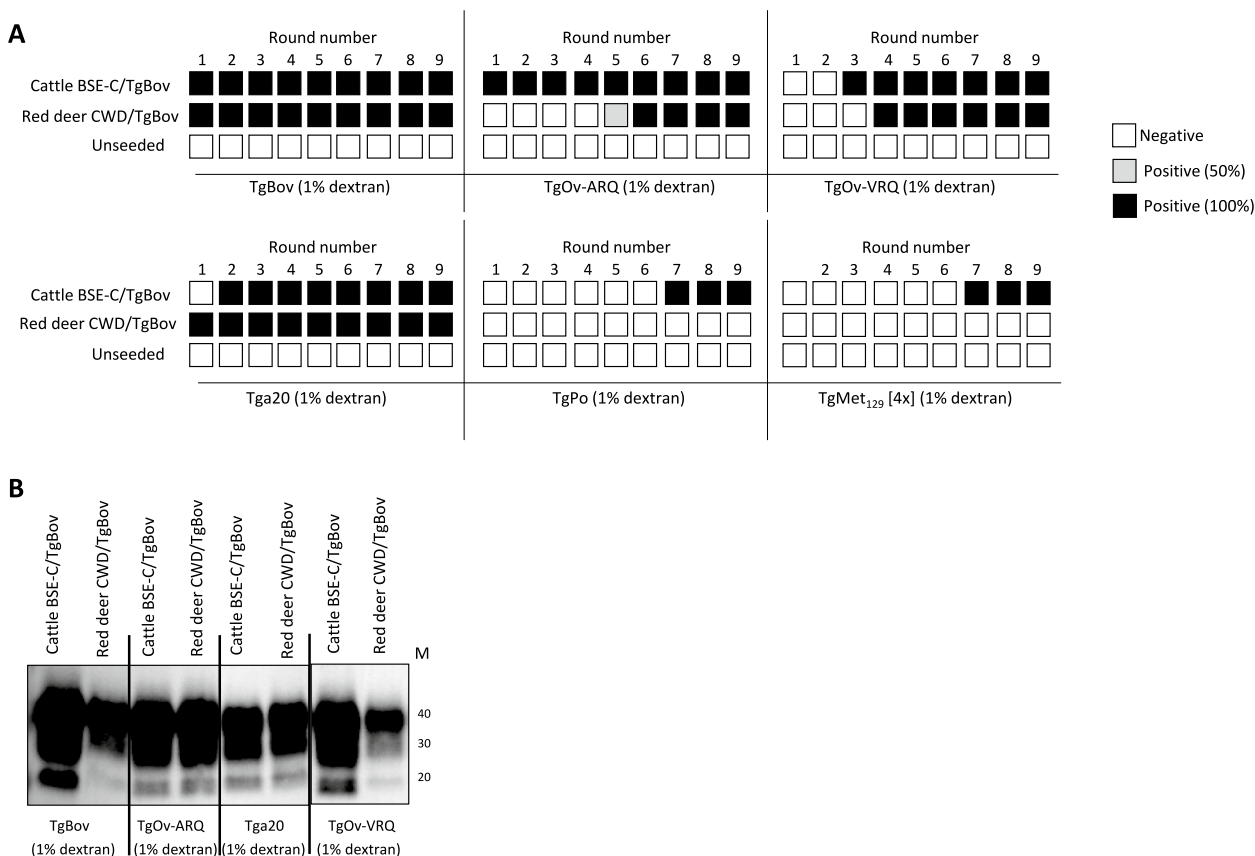 A
Round number Round number Round number
1 2 3 4 5 6 7 8 9 1 2 3 4 5 6 7 8 9 1 2 3 4 5 6 7 8 9
Cattle BSE-C/TgBov
Red deer CWD/TgBov
Unseeded
TgBov (1% dextran) TgOv-ARQ (1% dextran) TgOv-VRQ (1% dextran)
Negative
Positive (50%)
Positive (100%)
Round number Round number Round number
1 2 3 4 5 6 7 8 9 1 2 3 4 5 6 7 8 9 2 3 4 5 6 7 8 9
Cattle BSE-C/TgBov
Red deer CWD/TgBov
Unseeded
Tga20 (1% dextran) TgPo (1% dextran) TgMet129 [4x] (1% dextran)
B
Cattle BSE-C/TgBov
Red deer CWD/TgBov
Cattle BSE-C/TgBov
Red deer CWD/TgBov
Cattle BSE-C/TgBov
Red deer CWD/TgBov
Cattle BSE-C/TgBov
Red deer CWD/TgBov
M
40
30
20
TgBov TgOv-ARQ Tga20 TgOv-VRQ
(1% dextran) (1% dextran) (1% dextran) (1% dextran)